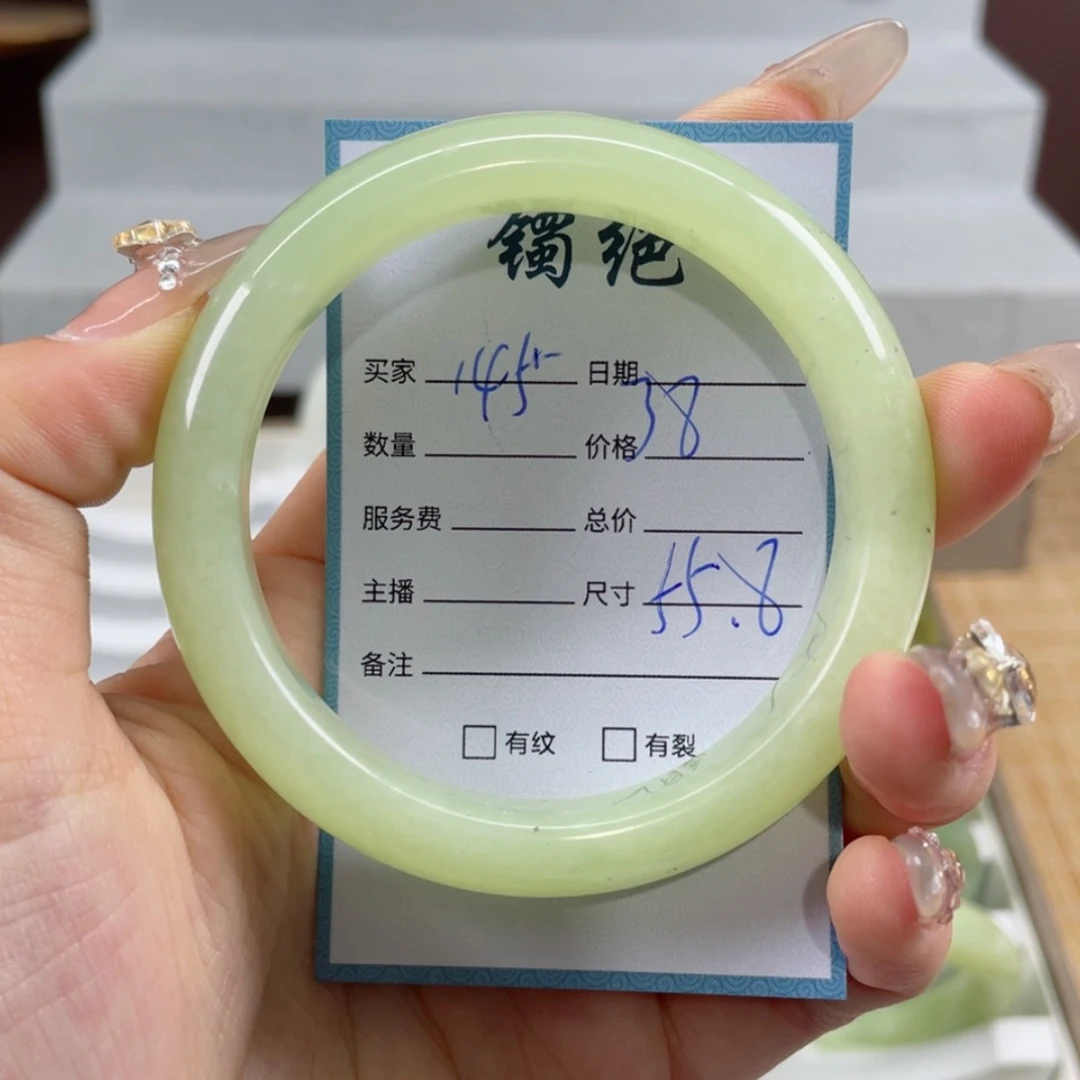 镯绝
买家 145 日期
数量 价格 38
服务费 总价
主播 尺寸 55.8
备注
□有纹 □有裂